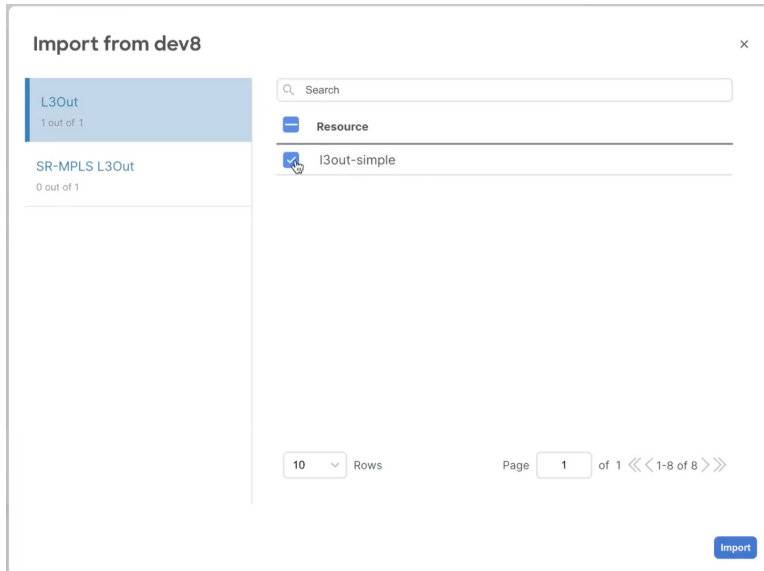 Import from dev8
L3Out
1 out of 1
SR-MPLS L3Out
0 out of 1
Search
Resource
l3out-simple
10 Rows Page 1 of 1 1-8 of 8
Import